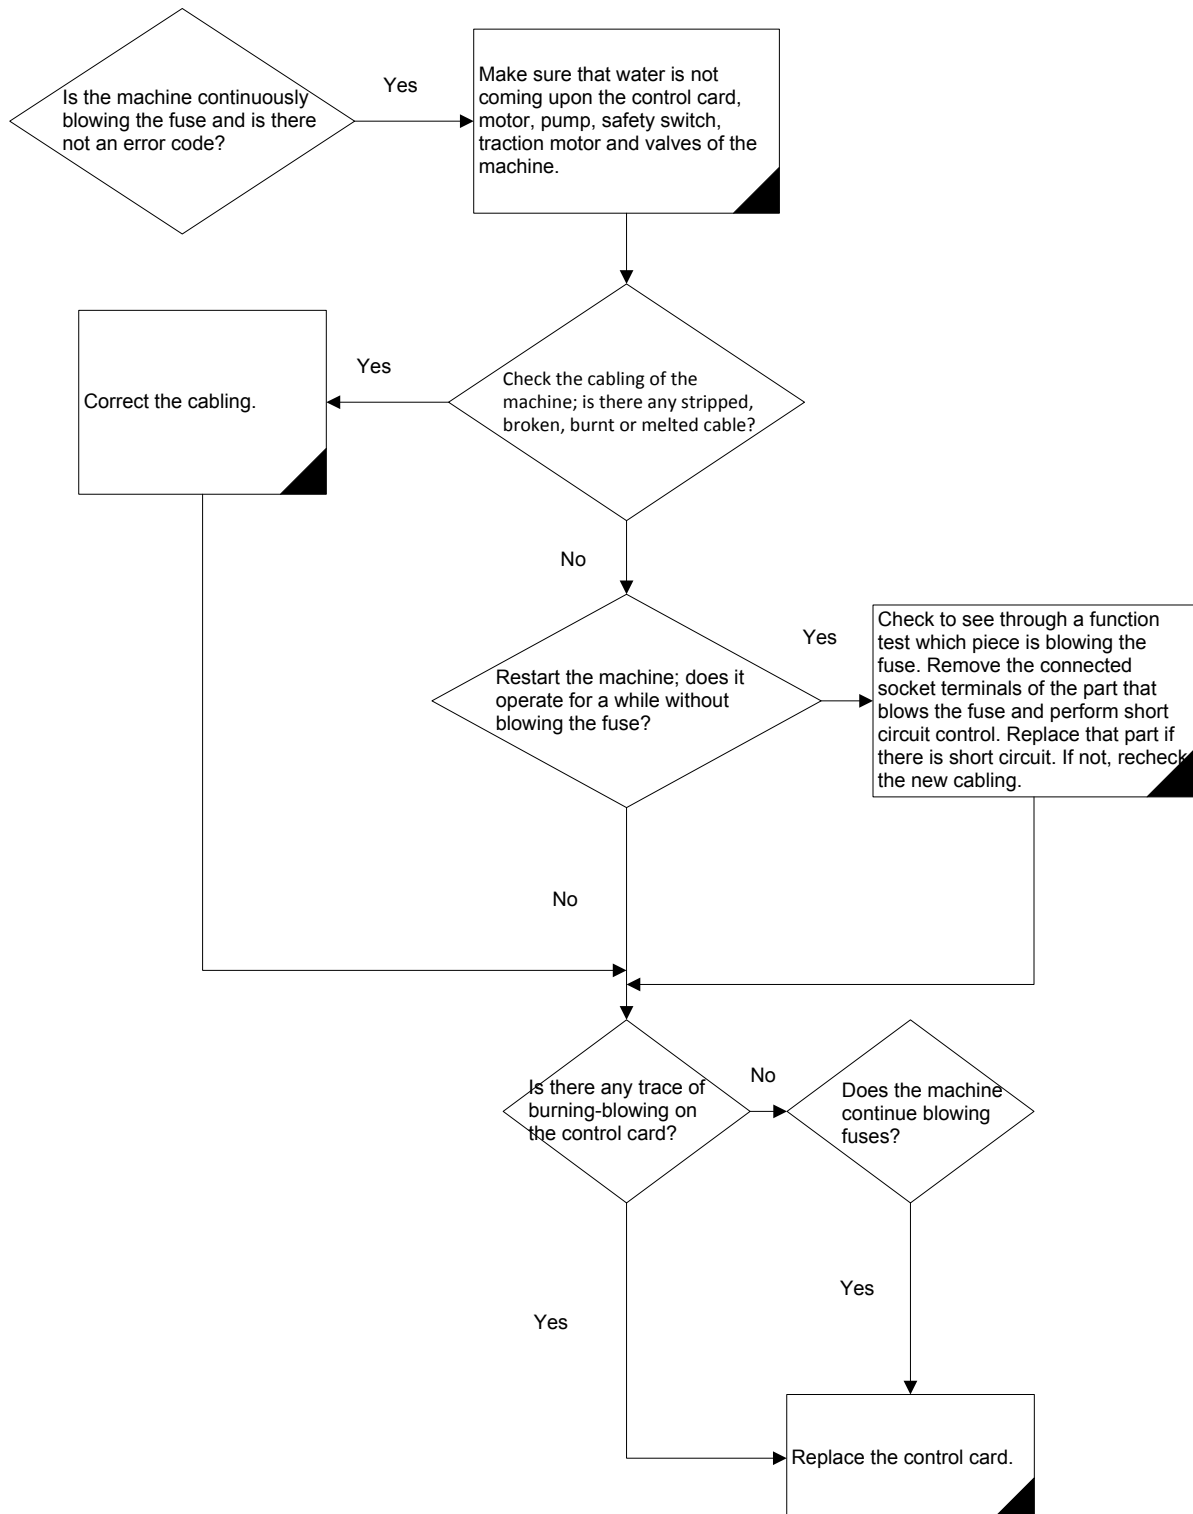 Is the machine continuously
blowing the fuse and is there
not an error code?
Yes
Make sure that water is not
coming upon the control card,
motor, pump, safety switch,
traction motor and valves of the
machine.
Yes
Correct the cabling.
Check the cabling of the
machine; is there any stripped,
broken, burnt or melted cable?
No
Restart the machine; does it
operate for a while without
blowing the fuse?
Yes
Check to see through a function
test which piece is blowing the
fuse. Remove the connected
socket terminals of the part that
blows the fuse and perform short
circuit control. Replace that part if
there is short circuit. If not, recheck
the new cabling.
No
Is there any trace of
burning-blowing on
the control card?
No
Does the machine
continue blowing
fuses?
Yes
Yes
Replace the control card.